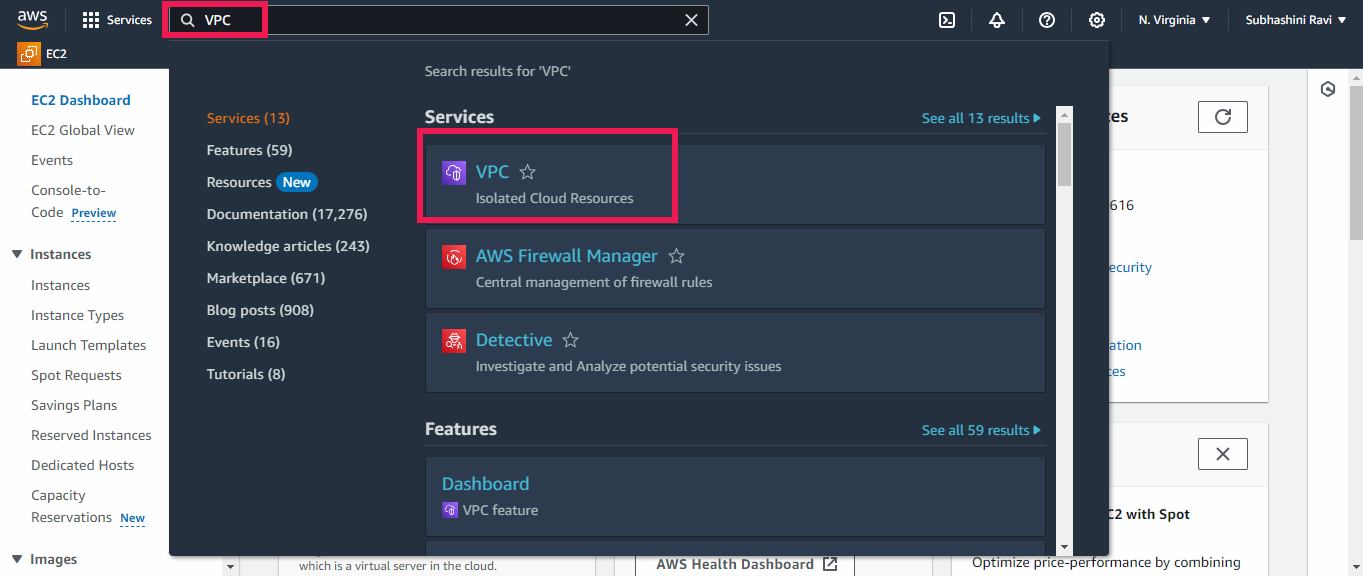 aws
Services
VPC
N. Virginia
Subhashini Ravi
EC2
EC2 Dashboard
EC2 Global View
Events
Console-to-
Code Preview
Instances
Instances
Instance Types
Launch Templates
Spot Requests
Savings Plans
Reserved Instances
Dedicated Hosts
Capacity
Reservations New
Images
Search results for 'VPC'
Services (13)
Features (59)
Resources New
Documentation (17,276)
Knowledge articles (243)
Marketplace (671)
Blog posts (908)
Events (16)
Tutorials (8)
Services
See all 13 results
VPC
Isolated Cloud Resources
AWS Firewall Manager
Central management of firewall rules
Detective
Investigate and Analyze potential security issues
Features
See all 59 results
Dashboard
VPC feature
which is a virtual server in the cloud.
AWS Health Dashboard
es
616
ecurity
ation
es
C2 with Spot
Optimize price-performance by combining